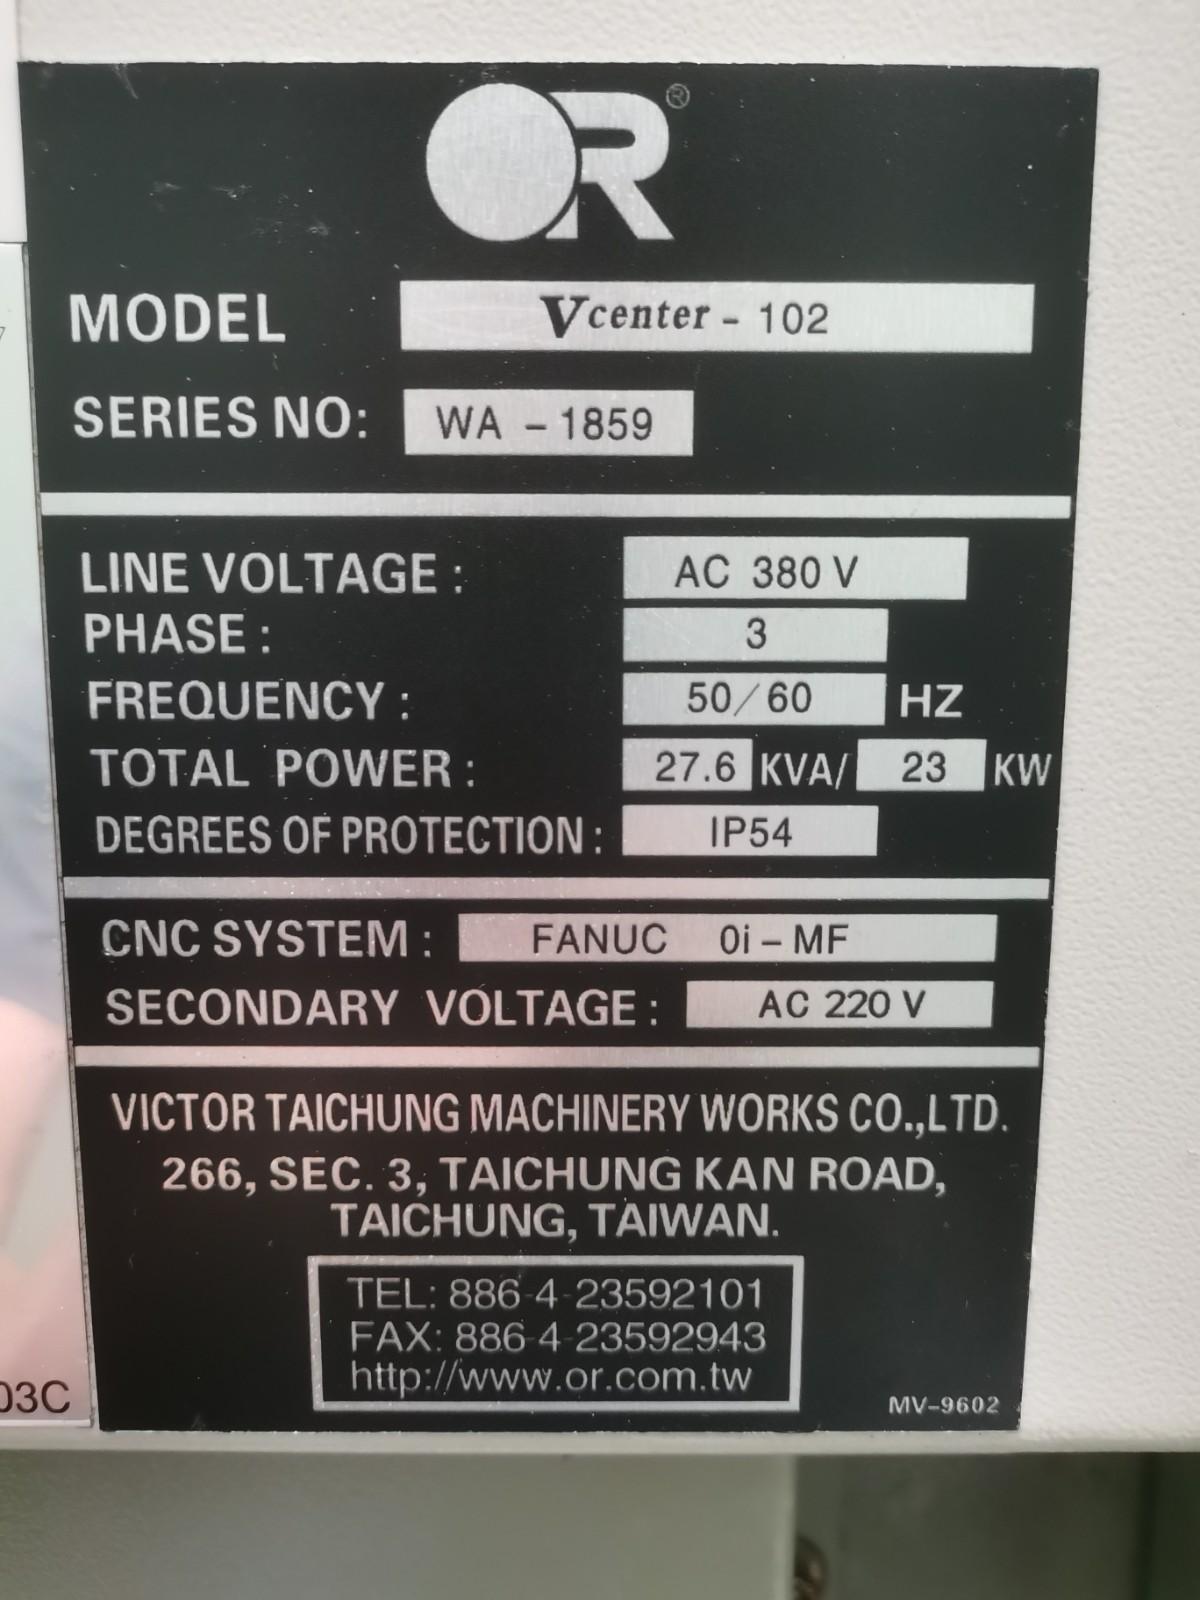 OR®
MODEL Vcenter - 102
SERIES NO: WA - 1859
LINE VOLTAGE : AC 380 V
PHASE : 3
FREQUENCY : 50/60 HZ
TOTAL POWER : 27.6 KVA/ 23 KW
DEGREES OF PROTECTION : IP54
CNC SYSTEM : FANUC 0i - MF
SECONDARY VOLTAGE : AC 220 V
VICTOR TAICHUNG MACHINERY WORKS CO.,LTD.
266, SEC. 3, TAICHUNG KAN ROAD,
TAICHUNG, TAIWAN.
TEL: 886-4-23592101
FAX: 886-4-23592943
http://www.or.com.tw
MV-9602
03C